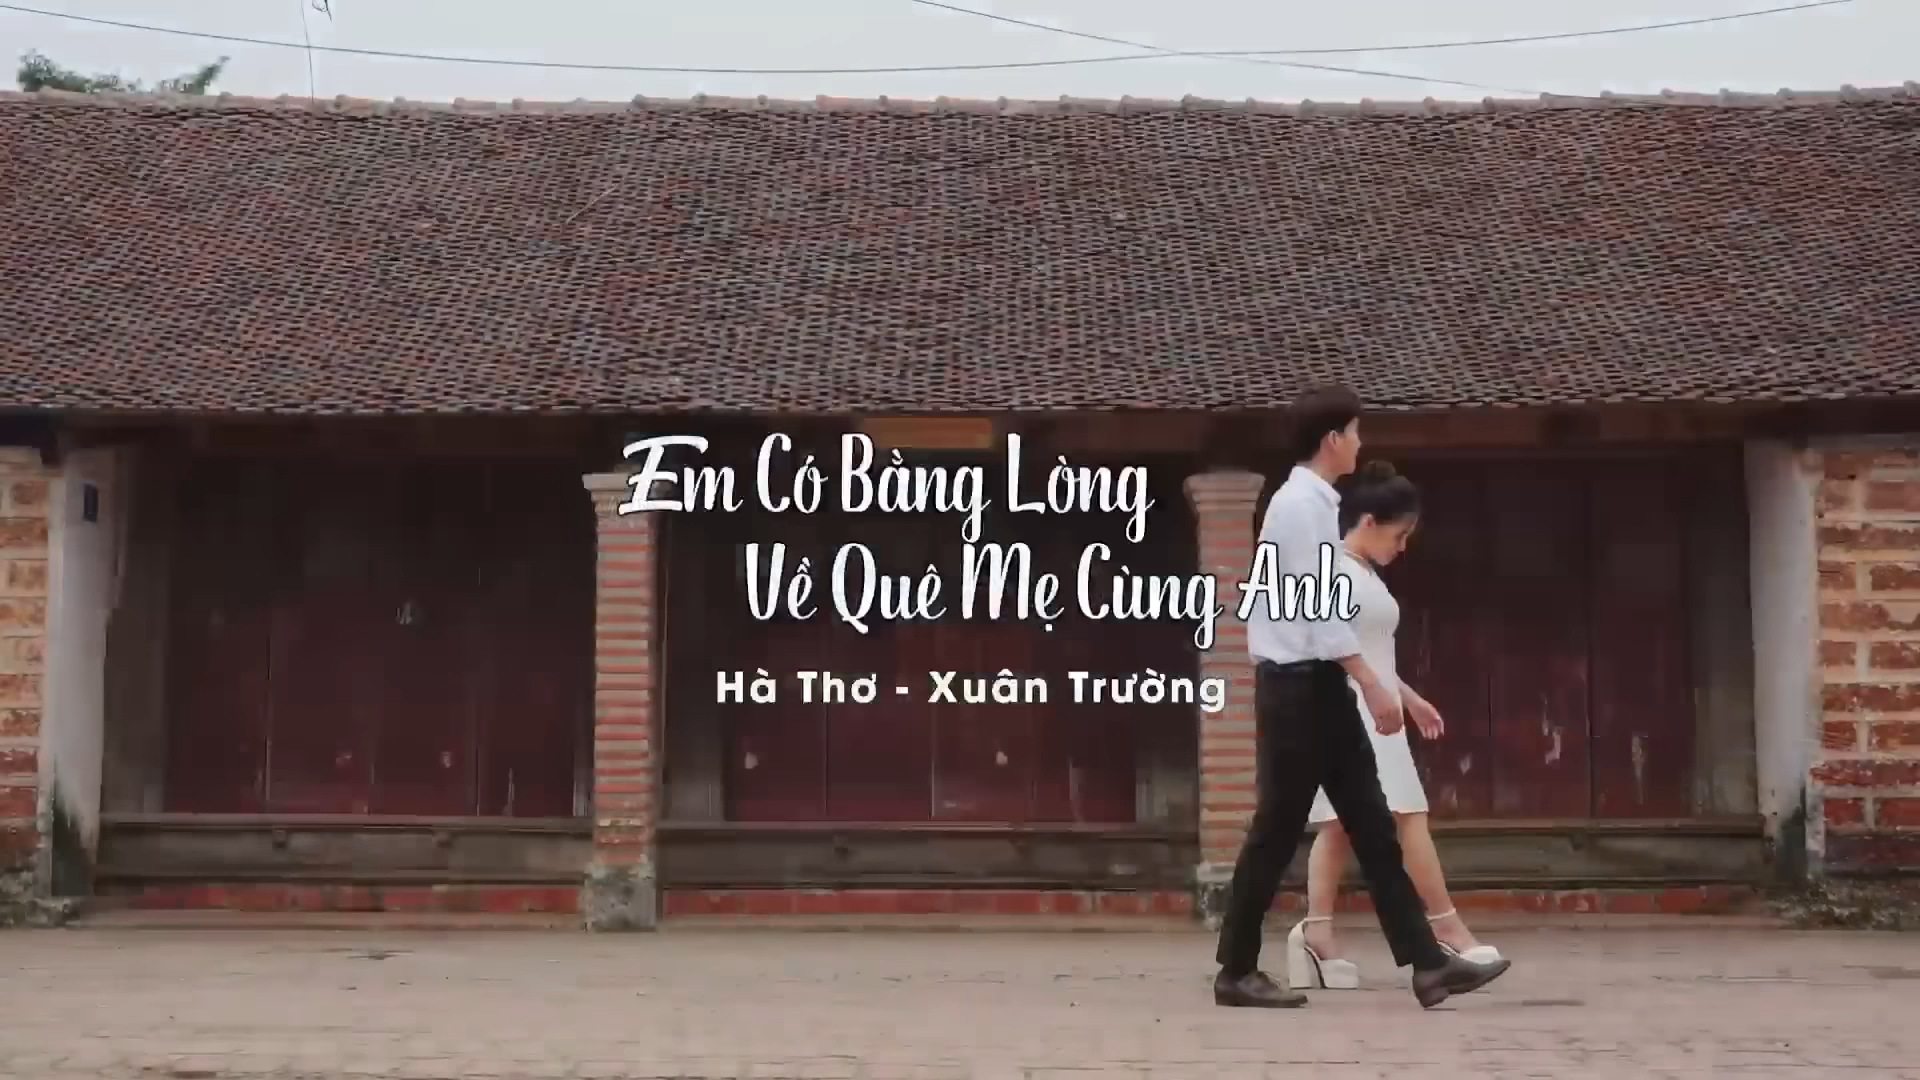 Em Có Bằng Lòng
Về Quê Mẹ Cùng Anh
Hà Thơ - Xuân Trường